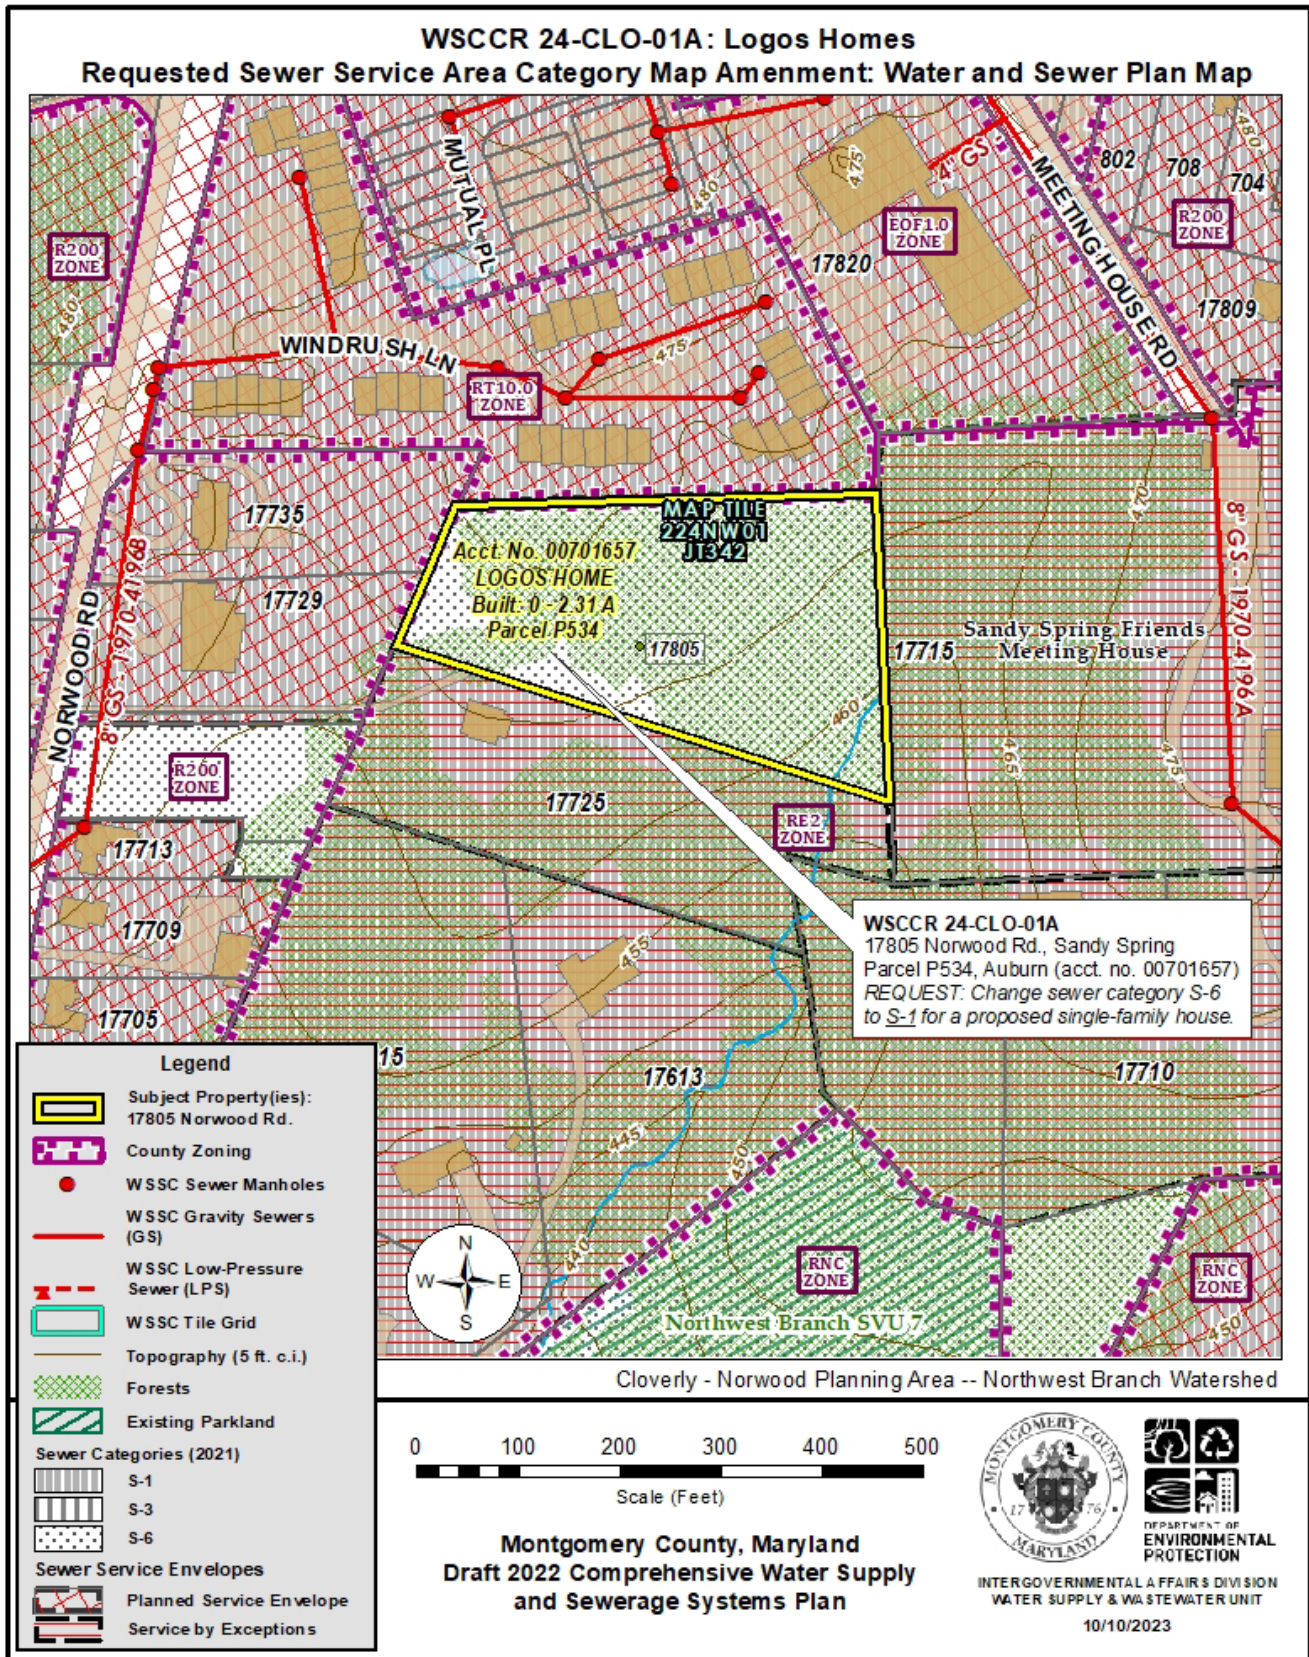 WSCCR 24-CLO-01A: Logos Homes
Requested Sewer Service Area Category Map Amenment: Water and Sewer Plan Map
MUTUAL PL
480
475
4" GS
MEETING HOUSE RD
802
708
704
480
R200
ZONE
R200
ZONE
EOF1.0
ZONE
17820
17809
480
WINDRUSH LN
475
RT10.0
ZONE
470
17735
MAP TILE
224NW01
JT342
Acct. No. 00701657
LOGOS HOME
Built: 0 - 2.31 A
Parcel P534
17805
17729
NORWOOD RD
8" GS - 1970-4196B
8" GS - 1970-4196A
17715
Sandy Spring Friends
Meeting House
460
465
475
R200
ZONE
17725
RE2
ZONE
17713
17709
455
WSCCR 24-CLO-01A
17805 Norwood Rd., Sandy Spring
Parcel P534, Auburn (acct. no. 00701657)
REQUEST: Change sewer category S-6
to S-1 for a proposed single-family house.
17705
15
17613
17710
445
450
440
RNC
ZONE
RNC
ZONE
Northwest Branch SVU 7
450
N
W
E
S
Legend
Subject Property(ies):
17805 Norwood Rd.
County Zoning
WSSC Sewer Manholes
WSSC Gravity Sewers
(GS)
WSSC Low-Pressure
Sewer (LPS)
WSSC Tile Grid
Topography (5 ft. c.i.)
Forests
Existing Parkland
Sewer Categories (2021)
S-1
S-3
S-6
Sewer Service Envelopes
Planned Service Envelope
Service by Exceptions
Cloverly - Norwood Planning Area -- Northwest Branch Watershed
0 100 200 300 400 500
Scale (Feet)
Montgomery County, Maryland
Draft 2022 Comprehensive Water Supply
and Sewerage Systems Plan
MONTGOMERY COUNTY
17 76
MARYLAND
DEPARTMENT OF
ENVIRONMENTAL
PROTECTION
INTERGOVERNMENTAL AFFAIRS DIVISION
WATER SUPPLY & WASTEWATER UNIT
10/10/2023